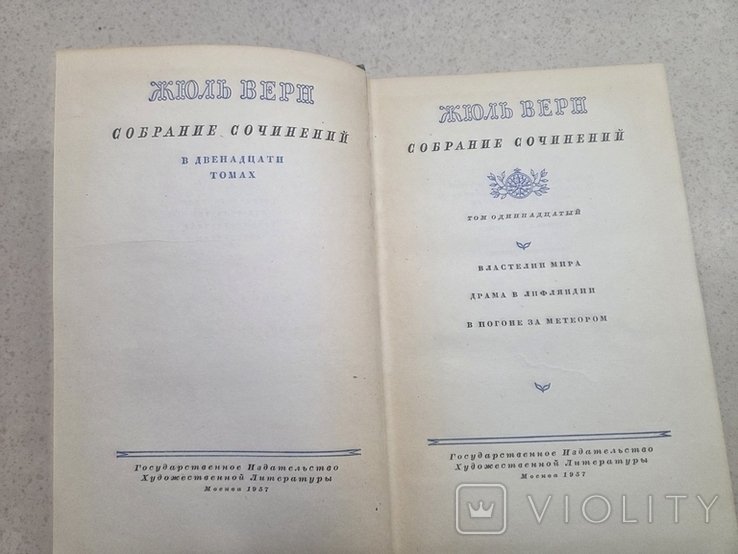 ЖЮЛЬ ВЕРН
СОБРАНИЕ СОЧИНЕНИЙ
В ДВЕНАДЦАТИ
ТОМАХ
Государственное Издательство
Художественной Литературы
Москва 1957
ЖЮЛЬ ВЕРН
СОБРАНИЕ СОЧИНЕНИЙ
ТОМ ОДИННАДЦАТЫЙ
ВЛАСТЕЛИН МИРА
ДРАМА В ЛИФЛЯНДИИ
В ПОГОНЕ ЗА МЕТЕОРОМ
Государственное Издательство
Художественной Литературы
Москва 1957
VIOLITY